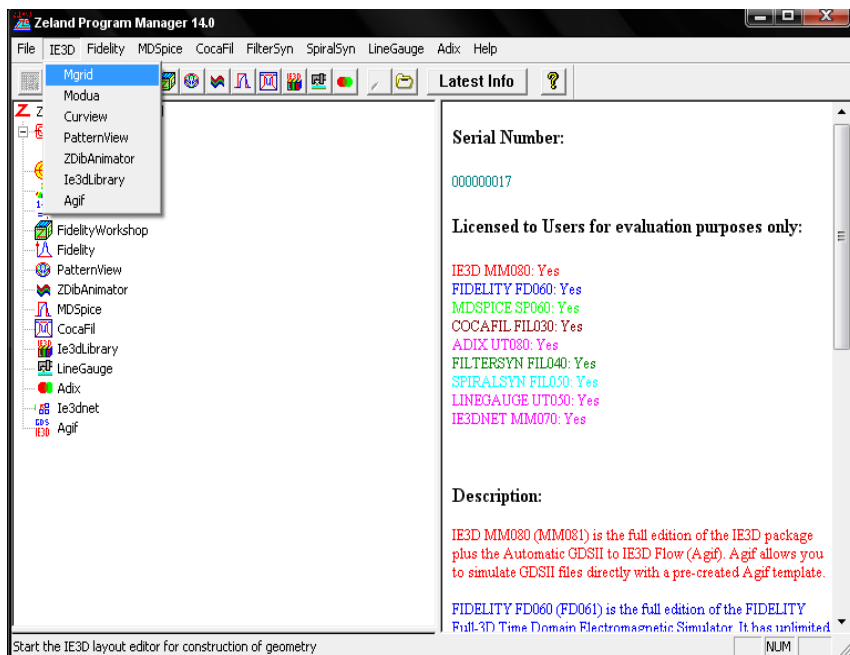 Zeland Program Manager 14.0
File IE3D Fidelity MDSpice CocaFil FilterSyn SpiralSyn LineGauge Adix Help
Latest Info
Mgrid
Modua
Curview
PatternView
ZDibAnimator
Ie3dLibrary
Agif
FidelityWorkshop
Fidelity
PatternView
ZDibAnimator
MDSpice
CocaFil
Ie3dLibrary
LineGauge
Adix
Ie3dnet
Agif
Serial Number:
000000017
Licensed to Users for evaluation purposes only:
IE3D MM080: Yes
FIDELITY FD060: Yes
MDSPICE SP060: Yes
COCAFIL FIL030: Yes
ADIX UT080: Yes
FILTERSYN FIL040: Yes
SPIRALSYN FIL050: Yes
LINEGAUGE UT050: Yes
IE3DNET MM070: Yes
Description:
IE3D MM080 (MM081) is the full edition of the IE3D package
plus the Automatic GDSII to IE3D Flow (Agif). Agif allows you
to simulate GDSII files directly with a pre-created Agif template.
FIDELITY FD060 (FD061) is the full edition of the FIDELITY
Full-3D Time Domain Electromagnetic Simulator. It has unlimited
Start the IE3D layout editor for construction of geometry
NUM